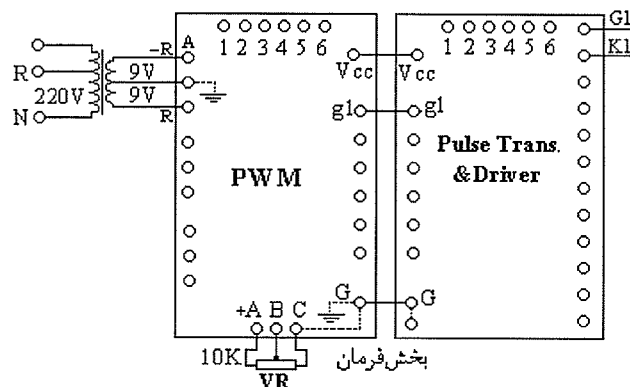 G1
1 2 3 4 5 6
1 2 3 4 5 6
-R A
K1
Vcc Vcc
R 9V
220V 9V
g1 g1
N R
Pulse Trans.
&Driver
PWM
G G
+A B C
10K
VR
بخش فرمان